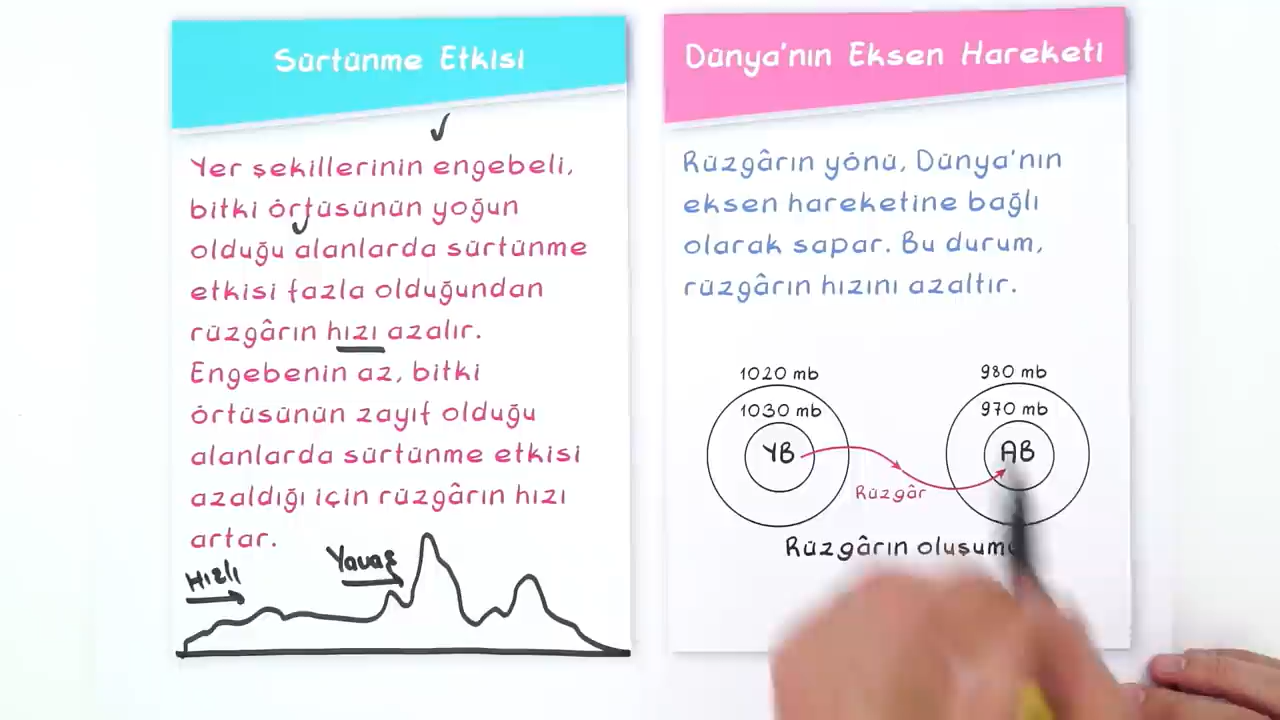 Sürtünme Etkisi
Yer şekillerinin engebeli,
bitki örtüsünün yoğun
olduğu alanlarda sürtünme
etkisi fazla olduğundan
rüzgârın hızı azalır.
Engebenin az, bitki
örtüsünün zayıf olduğu
alanlarda sürtünme etkisi
azaldığı için rüzgârın hızı
artar.
Hızlı
Yavaş
Dünya'nın Eksen Hareketi
Rüzgârın yönü, Dünya'nın
eksen hareketine bağlı
olarak sapar. Bu durum,
rüzgârın hızını azaltır.
1020 mb
980 mb
1030 mb
970 mb
YB
AB
Rüzgâr
Rüzgârın